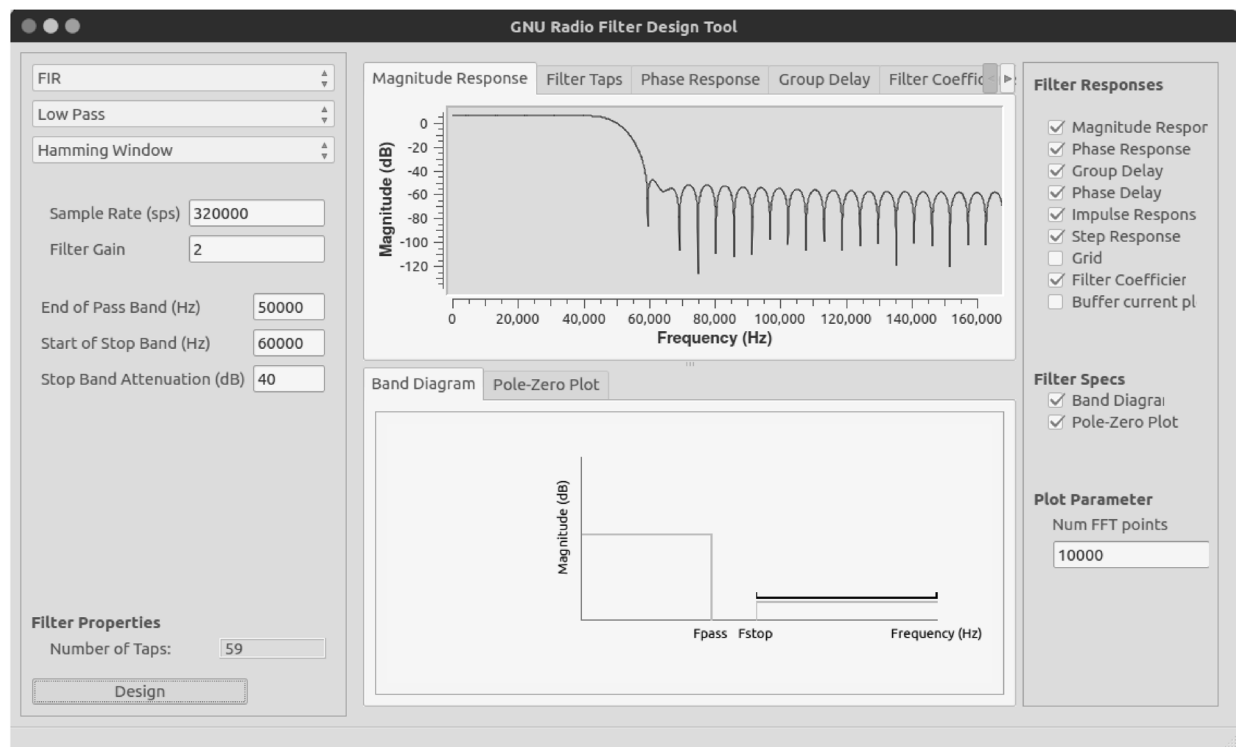 GNU Radio Filter Design Tool
FIR
Low Pass
Hamming Window
Sample Rate (sps) 320000
Filter Gain 2
End of Pass Band (Hz) 50000
Start of Stop Band (Hz) 60000
Stop Band Attenuation (dB) 40
Filter Properties
Number of Taps: 59
Design
Magnitude Response Filter Taps Phase Response Group Delay Filter Coeffic
Magnitude (dB)
0
-20
-40
-60
-80
-100
-120
0 20,000 40,000 60,000 80,000 100,000 120,000 140,000 160,000
Frequency (Hz)
Band Diagram Pole-Zero Plot
Magnitude (dB)
Fpass Fstop Frequency (Hz)
Filter Responses
Magnitude Respor
Phase Response
Group Delay
Phase Delay
Impulse Respons
Step Response
Grid
Filter Coefficier
Buffer current pl
Filter Specs
Band Diagrar
Pole-Zero Plot
Plot Parameter
Num FFT points
10000